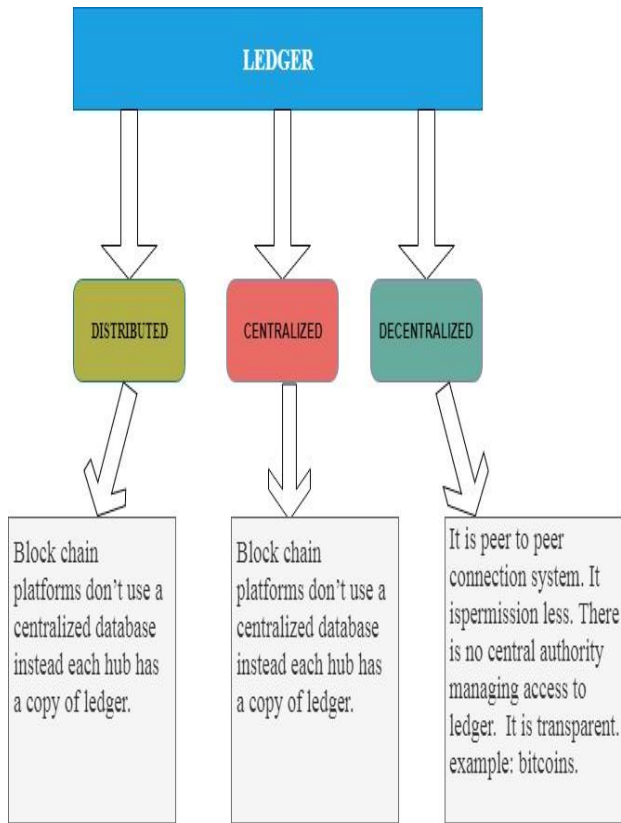 LEDGER
DISTRIBUTED
CENTRALIZED
DECENTRALIZED
Block chain
platforms don’t use a
centralized database
instead each hub has
a copy of ledger.
Block chain
platforms don’t use a
centralized database
instead each hub has
a copy of ledger.
It is peer to peer
connection system. It
ispermission less. There
is no central authority
managing access to
ledger. It is transparent.
example: bitcoins.